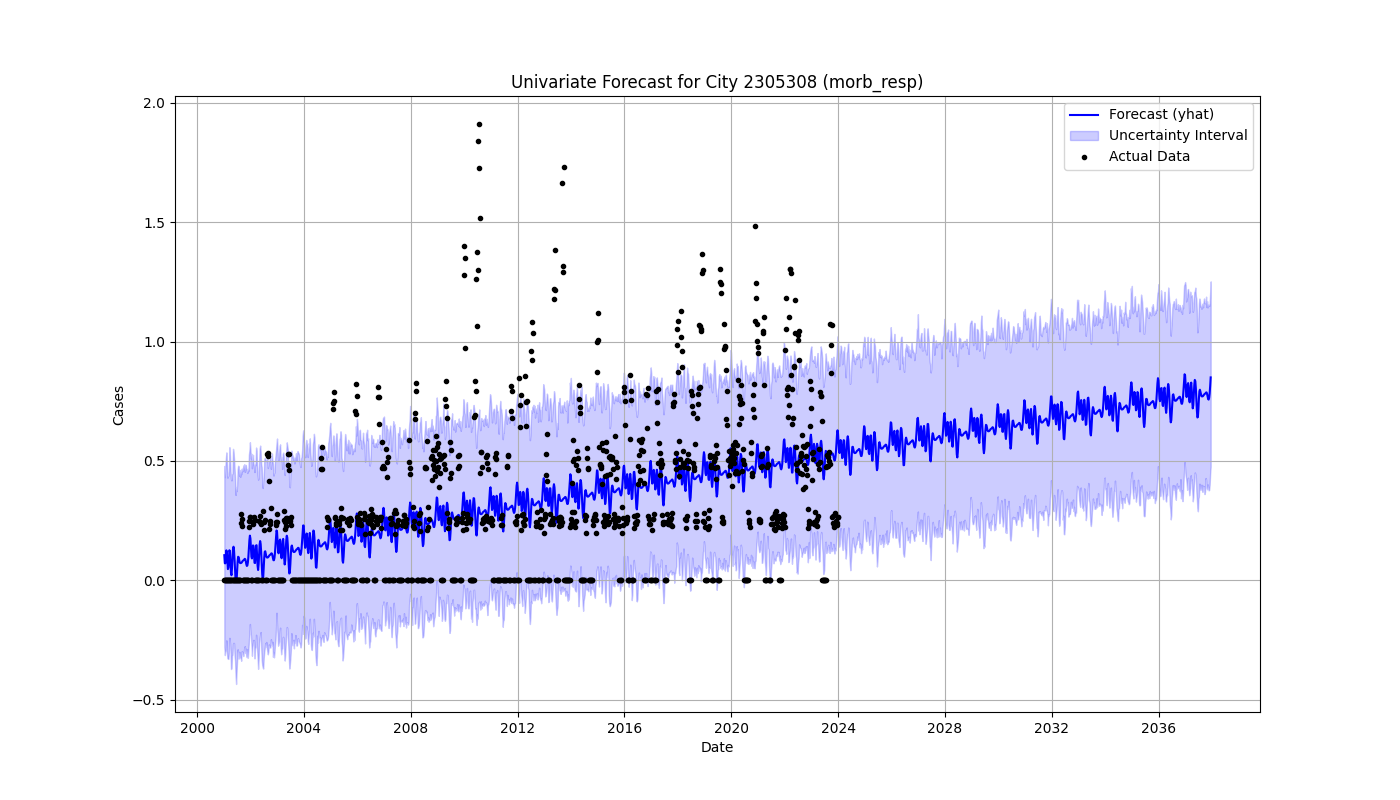 Univariate Forecast for City 2305308 (morb_resp)
Forecast (yhat)
Uncertainty Interval
Actual Data
Cases
2.0
1.5
1.0
0.5
0.0
−0.5
2000 2004 2008 2012 2016 2020 2024 2028 2032 2036
Date